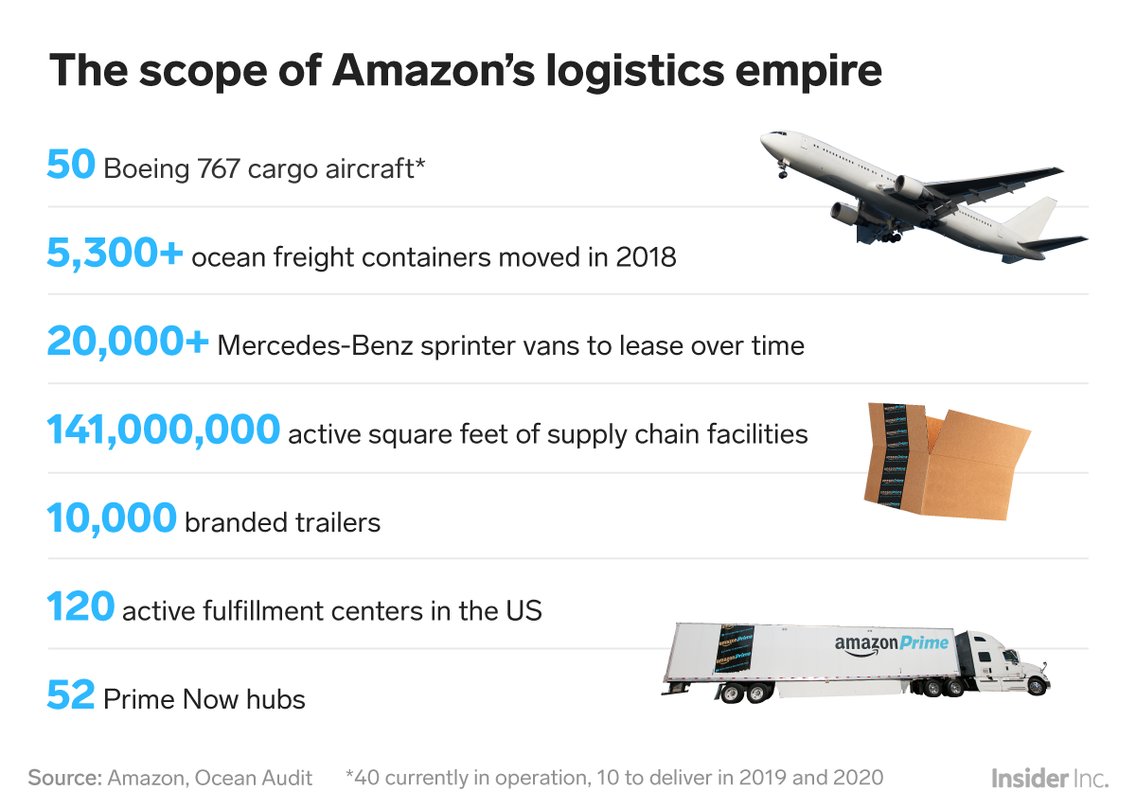 The scope of Amazon’s logistics empire
50 Boeing 767 cargo aircraft*
5,300+ ocean freight containers moved in 2018
20,000+ Mercedes-Benz sprinter vans to lease over time
141,000,000 active square feet of supply chain facilities
10,000 branded trailers
120 active fulfillment centers in the US
amazonPrime
52 Prime Now hubs
Source: Amazon, Ocean Audit *40 currently in operation, 10 to deliver in 2019 and 2020
Insider Inc.